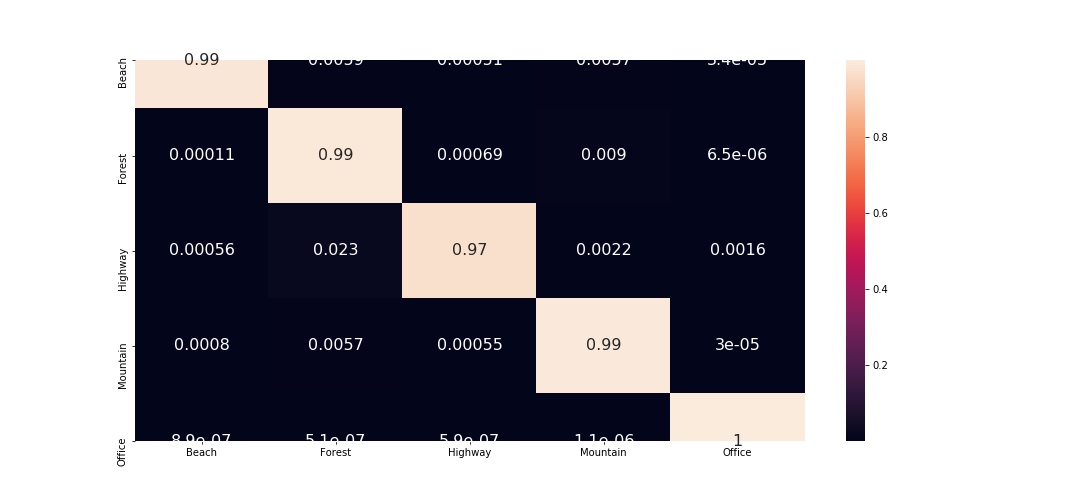 Beach 0.99
Forest 0.00011 0.99 0.00069 0.009 6.5e-06
Highway 0.00056 0.023 0.97 0.0022 0.0016
Mountain 0.0008 0.0057 0.00055 0.99 3e-05
Office 1
Beach Forest Highway Mountain Office
0.8
0.6
0.4
0.2